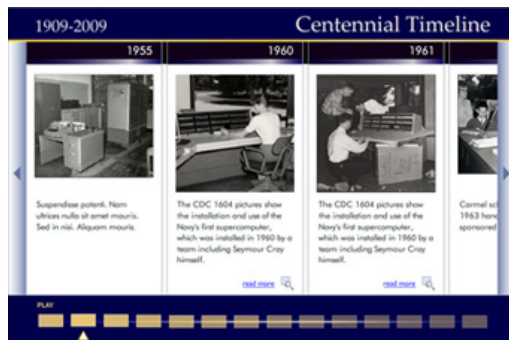 1909-2009
Centennial Timeline
1955
1960
1961
Suspendisse potenti. Nam
ultrices nulla sit amet mauris.
Sed in nisi. Aliquam mauris.
The CDC 1604 pictures show
the installation and use of the
Navy's first supercomputer,
which was installed in 1960 by a
team including Seymour Cray
himself.
read more
The CDC 1604 pictures show
the installation and use of the
Navy's first supercomputer,
which was installed in 1960 by a
team including Seymour Cray
himself.
read more
Carmel sc
1963 hon
sponsored
PLAY